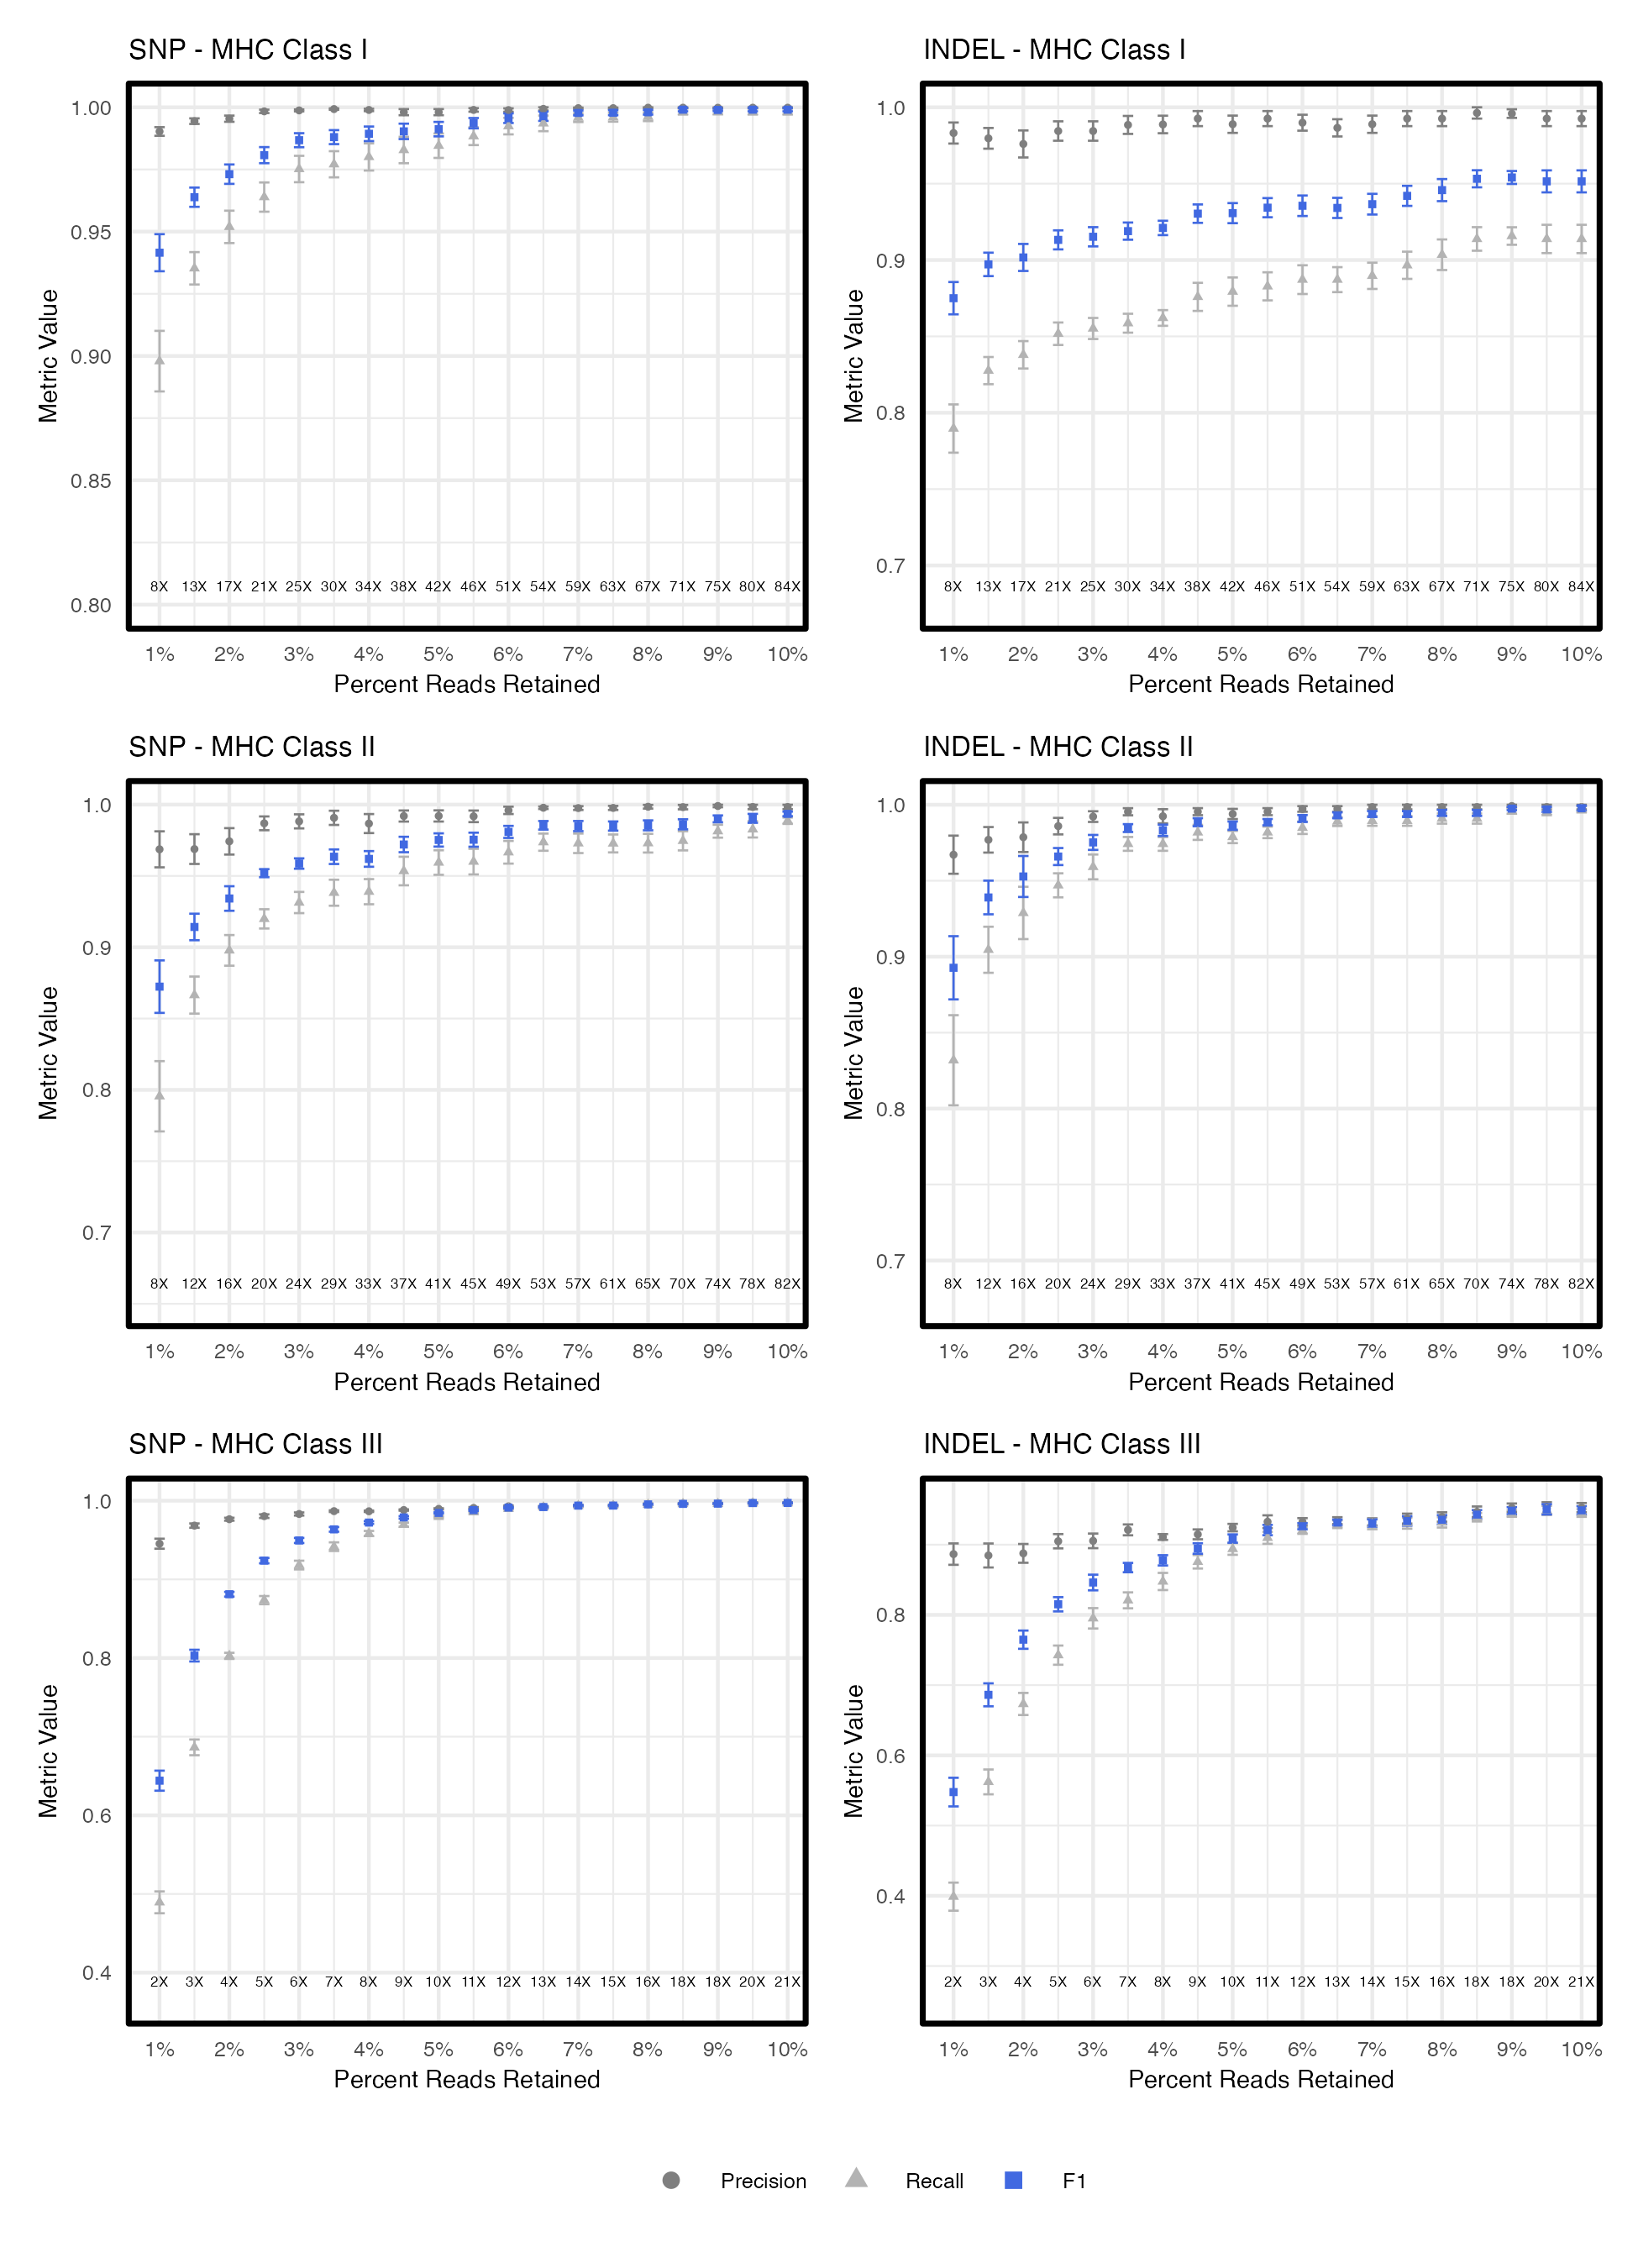 SNP - MHC Class I
1.00
0.95
0.90
0.85
0.80
Metric Value
8X 13X 17X 21X 25X 30X 34X 38X 42X 46X 51X 54X 59X 63X 67X 71X 75X 80X 84X
1% 2% 3% 4% 5% 6% 7% 8% 9% 10%
Percent Reads Retained
INDEL - MHC Class I
1.0
0.9
0.8
0.7
Metric Value
8X 13X 17X 21X 25X 30X 34X 38X 42X 46X 51X 54X 59X 63X 67X 71X 75X 80X 84X
1% 2% 3% 4% 5% 6% 7% 8% 9% 10%
Percent Reads Retained
SNP - MHC Class II
1.0
0.9
0.8
0.7
Metric Value
8X 12X 16X 20X 24X 29X 33X 37X 41X 45X 49X 53X 57X 61X 65X 70X 74X 78X 82X
1% 2% 3% 4% 5% 6% 7% 8% 9% 10%
Percent Reads Retained
INDEL - MHC Class II
1.0
0.9
0.8
0.7
Metric Value
8X 12X 16X 20X 24X 29X 33X 37X 41X 45X 49X 53X 57X 61X 65X 70X 74X 78X 82X
1% 2% 3% 4% 5% 6% 7% 8% 9% 10%
Percent Reads Retained
SNP - MHC Class III
1.0
0.8
0.6
0.4
Metric Value
2X 3X 4X 5X 6X 7X 8X 9X 10X 11X 12X 13X 14X 15X 16X 18X 18X 20X 21X
1% 2% 3% 4% 5% 6% 7% 8% 9% 10%
Percent Reads Retained
INDEL - MHC Class III
0.8
0.6
0.4
Metric Value
2X 3X 4X 5X 6X 7X 8X 9X 10X 11X 12X 13X 14X 15X 16X 18X 18X 20X 21X
1% 2% 3% 4% 5% 6% 7% 8% 9% 10%
Percent Reads Retained
Precision Recall F1